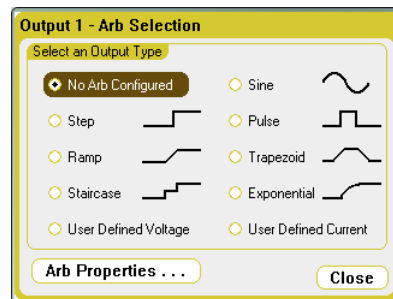 Output 1 - Arb Selection
Select an Output Type
No Arb Configured
Sine
Step
Pulse
Ramp
Trapezoid
Staircase
Exponential
User Defined Voltage
User Defined Current
Arb Properties . . .
Close